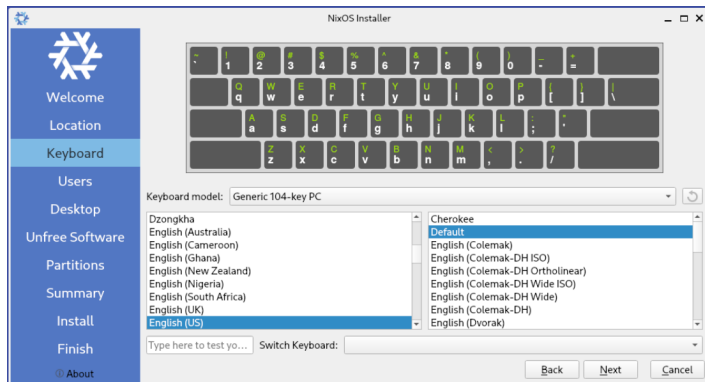 NixOS Installer
Welcome
Location
Keyboard
Users
Desktop
Unfree Software
Partitions
Summary
Install
Finish
About
~ ! @ # $ % ^ & * ( ) _ +
` 1 2 3 4 5 6 7 8 9 0 - =
Q W E R T Y U I O P { } |
q w e r t y u i o p [ ] \
A S D F G H J K L : "
a s d f g h j k l ; '
Z X C V B N M < > ?
z x c v b n m , . /
Keyboard model: Generic 104-key PC
Dzongkha
English (Australia)
English (Cameroon)
English (Ghana)
English (New Zealand)
English (Nigeria)
English (South Africa)
English (UK)
English (US)
Cherokee
Default
English (Colemak)
English (Colemak-DH ISO)
English (Colemak-DH Ortholinear)
English (Colemak-DH Wide ISO)
English (Colemak-DH Wide)
English (Colemak-DH)
English (Dvorak)
Type here to test yo... Switch Keyboard:
Back Next Cancel